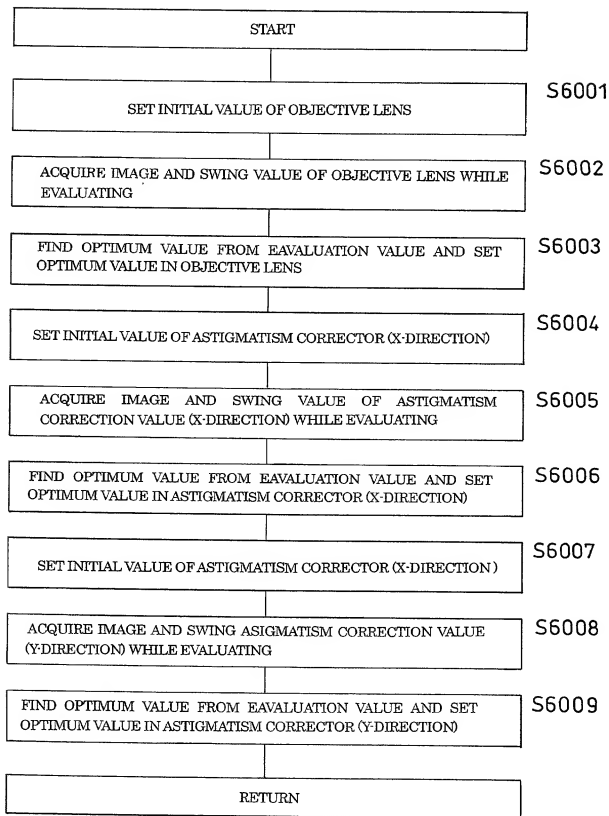 START
SET INITIAL VALUE OF OBJECTIVE LENS
S6001
ACQUIRE IMAGE AND SWING VALUE OF OBJECTIVE LENS WHILE
EVALUATING
S6002
FIND OPTIMUM VALUE FROM EAVALUATION VALUE AND SET
OPTIMUM VALUE IN OBJECTIVE LENS
S6003
SET INITIAL VALUE OF ASTIGMATISM CORRECTOR (X-DIRECTION)
S6004
ACQUIRE IMAGE AND SWING VALUE OF ASTIGMATISM
CORRECTION VALUE (X-DIRECTION) WHILE EVALUATING
S6005
FIND OPTIMUM VALUE FROM EAVALUATION VALUE AND SET
OPTIMUM VALUE IN ASTIGMATISM CORRECTOR (X-DIRECTION)
S6006
SET INITIAL VALUE OF ASTIGMATISM CORRECTOR (X-DIRECTION )
S6007
ACQUIRE IMAGE AND SWING ASIGMATISM CORRECTION VALUE
(Y-DIRECTION) WHILE EVALUATING
S6008
FIND OPTIMUM VALUE FROM EAVALUATION VALUE AND SET
OPTIMUM VALUE IN ASTIGMATISM CORRECTOR (Y-DIRECTION)
S6009
RETURN